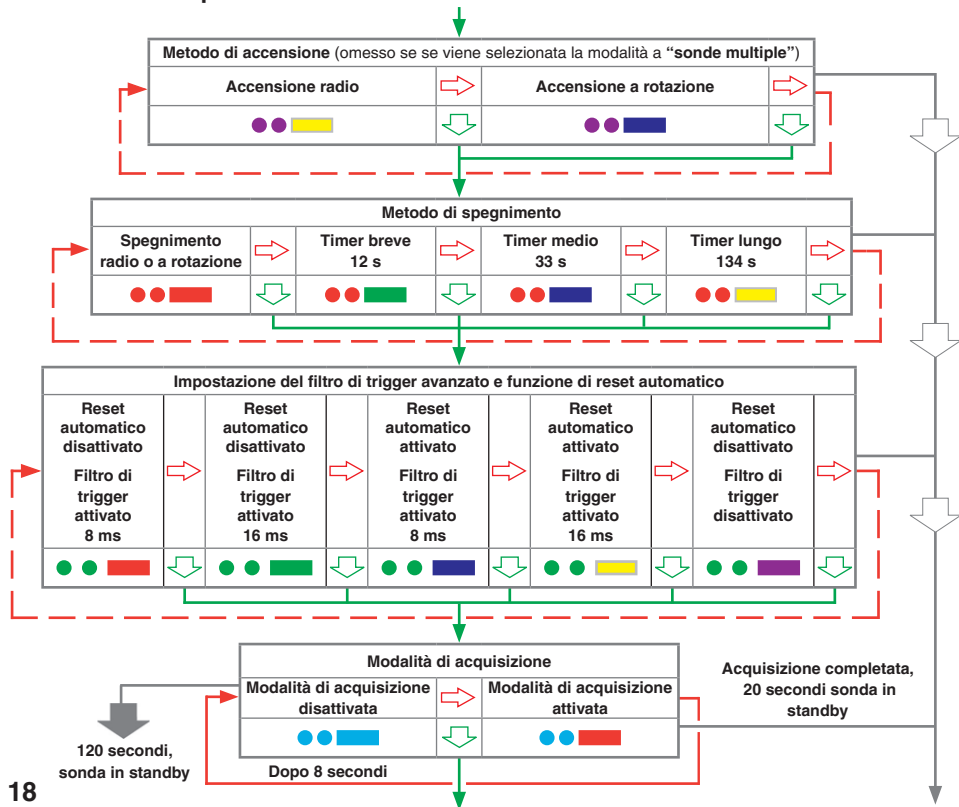 Metodo di accensione (omesso se se viene selezionata la modalità a “sonde multiple”)
Accensione radio
Accensione a rotazione
Metodo di spegnimento
Spegnimento
radio o a rotazione
Timer breve
12 s
Timer medio
33 s
Timer lungo
134 s
Impostazione del filtro di trigger avanzato e funzione di reset automatico
Reset
automatico
disattivato
Filtro di
trigger
attivato
8 ms
Reset
automatico
disattivato
Filtro di
trigger
attivato
16 ms
Reset
automatico
attivato
Filtro di
trigger
attivato
8 ms
Reset
automatico
attivato
Filtro di
trigger
attivato
16 ms
Reset
automatico
disattivato
Filtro di
trigger
disattivato
Modalità di acquisizione
Modalità di acquisizione
disattivata
Modalità di acquisizione
attivata
Acquisizione completata,
20 secondi sonda in
standby
120 secondi,
sonda in standby
Dopo 8 secondi
18